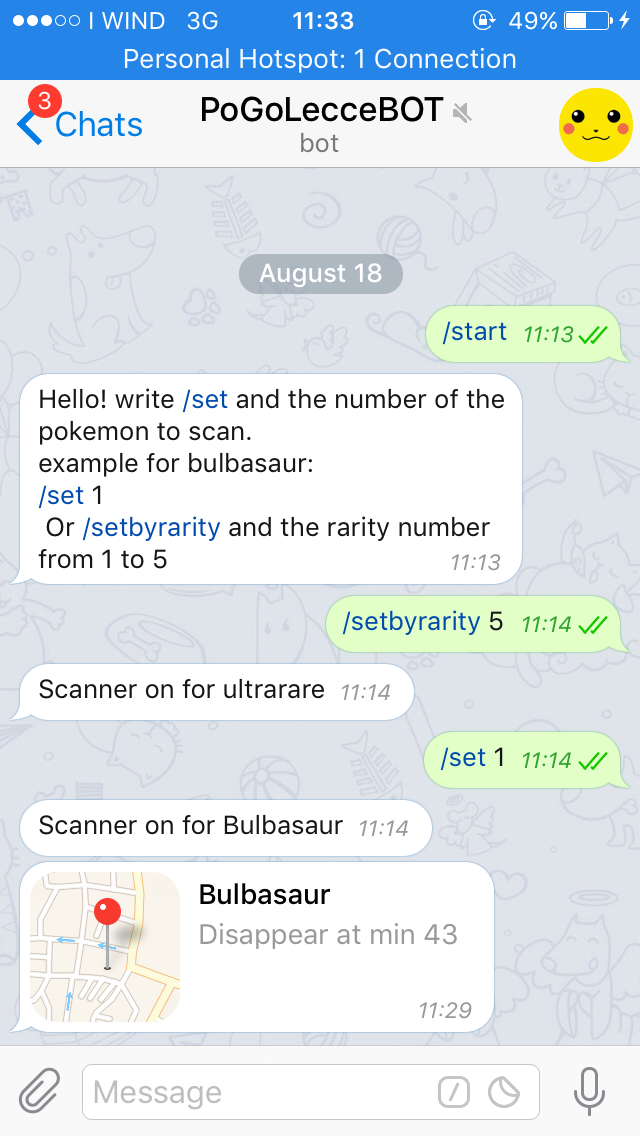 I WIND 3G 11:33 49%
Personal Hotspot: 1 Connection
3
Chats
PoGoLecceBOT
bot
August 18
/start 11:13
Hello! write /set and the number of the
pokemon to scan.
example for bulbasaur:
/set 1
Or /setbyrarity and the rarity number
from 1 to 5 11:13
/setbyrarity 5 11:14
Scanner on for ultrarare 11:14
/set 1 11:14
Scanner on for Bulbasaur 11:14
Bulbasaur
Disappear at min 43
11:29
Message